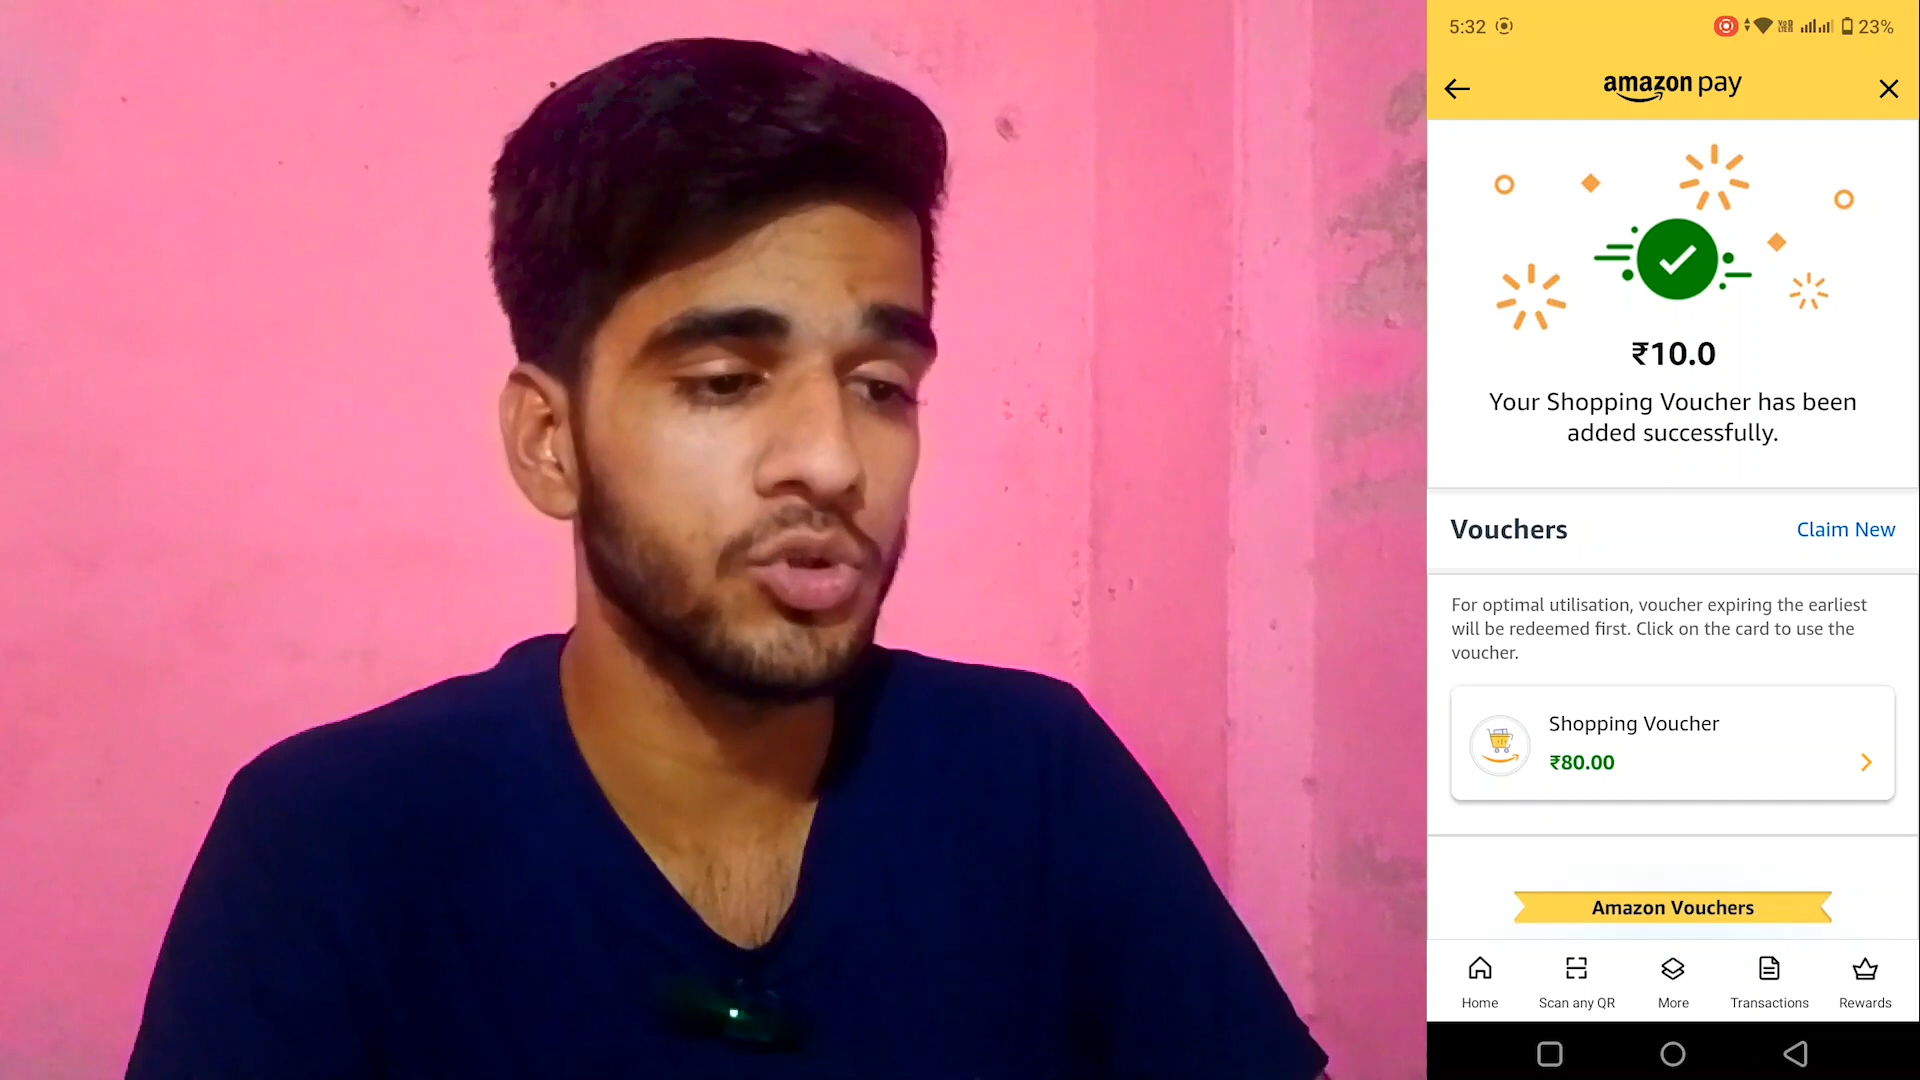 5:32
23%
amazon pay
₹10.0
Your Shopping Voucher has been
added successfully.
Vouchers
Claim New
For optimal utilisation, voucher expiring the earliest
will be redeemed first. Click on the card to use the
voucher.
Shopping Voucher
₹80.00
Amazon Vouchers
Home
Scan any QR
More
Transactions
Rewards